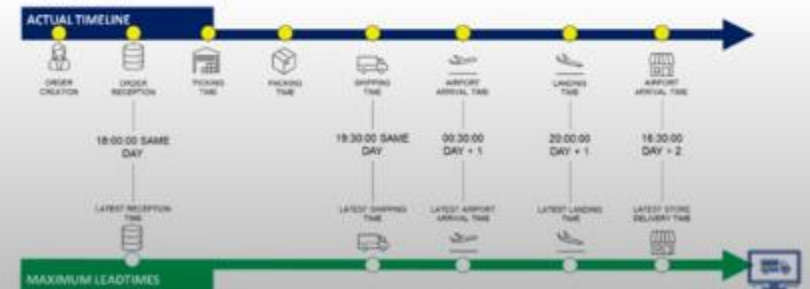 ACTUAL TIMELINE
ORDER
CREATION
ORDER
RECEPTION
PICKING
TIME
PACKING
TIME
SHIPPING
TIME
AIRPORT
ARRIVAL TIME
LANDING
TIME
AIRPORT
ARRIVAL TIME
18:00:00 SAME
DAY
19:30:00 SAME
DAY
00:30:00
DAY + 1
20:00:00
DAY + 1
16:30:00
DAY + 2
LATEST RECEPTION
TIME
LATEST SHIPPING
TIME
LATEST AIRPORT
ARRIVAL TIME
LATEST LANDING
TIME
LATEST STORE
DELIVERY TIME
MAXIMUM LEADTIMES